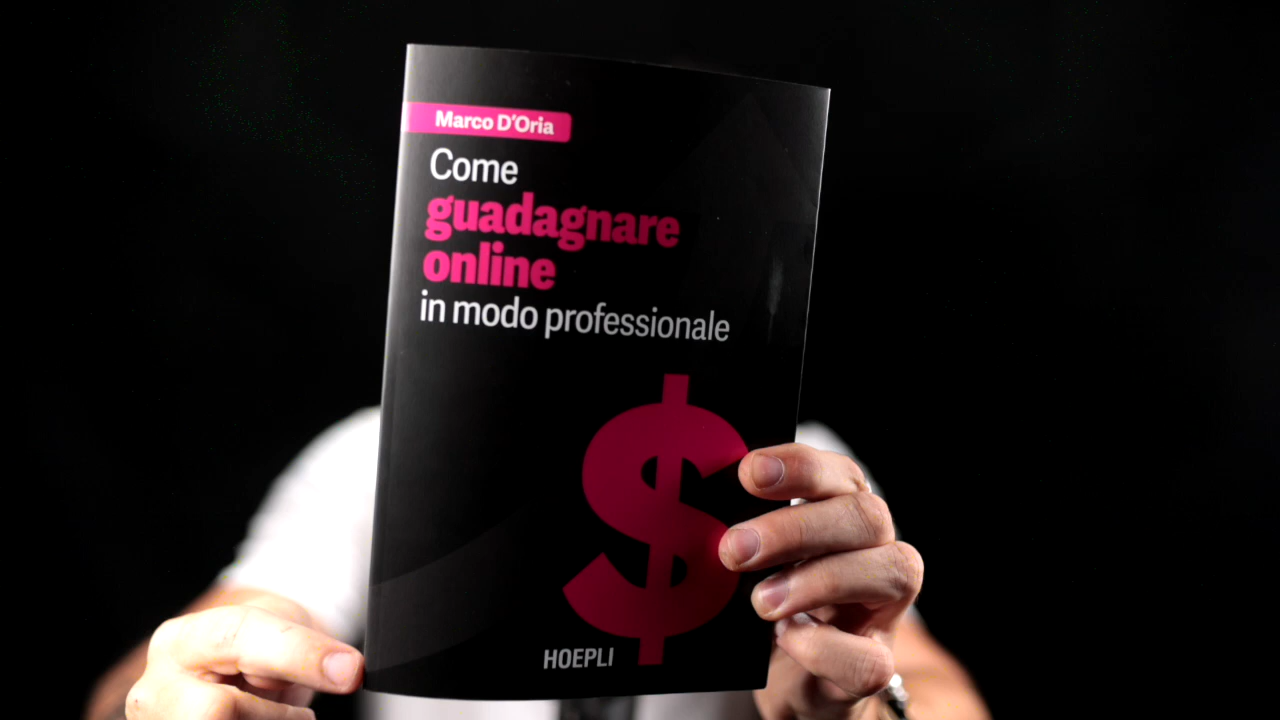 Marco D'Oria
Come
guadagnare
online
in modo professionale
$
HOEPLI